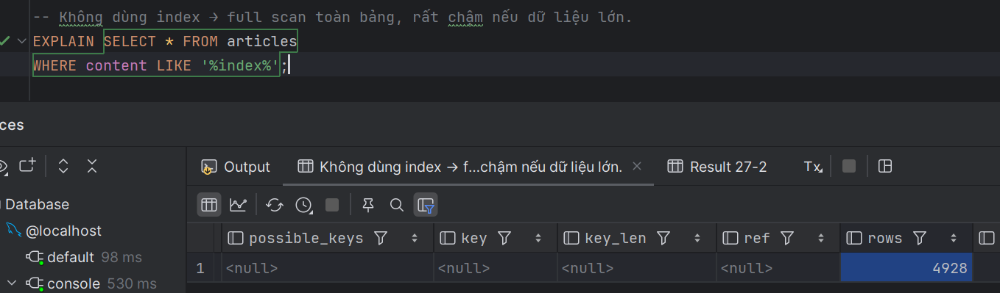 -- Không dùng index → full scan toàn bảng, rất chậm nếu dữ liệu lớn.
EXPLAIN SELECT * FROM articles
WHERE content LIKE '%index%';
ces
Output
Không dùng index → f...chậm nếu dữ liệu lớn.
Result 27-2
Tx
Database
@localhost
default 98 ms
console 530 ms
possible_keys key key_len ref rows
1 <null> <null> <null> <null> 4928